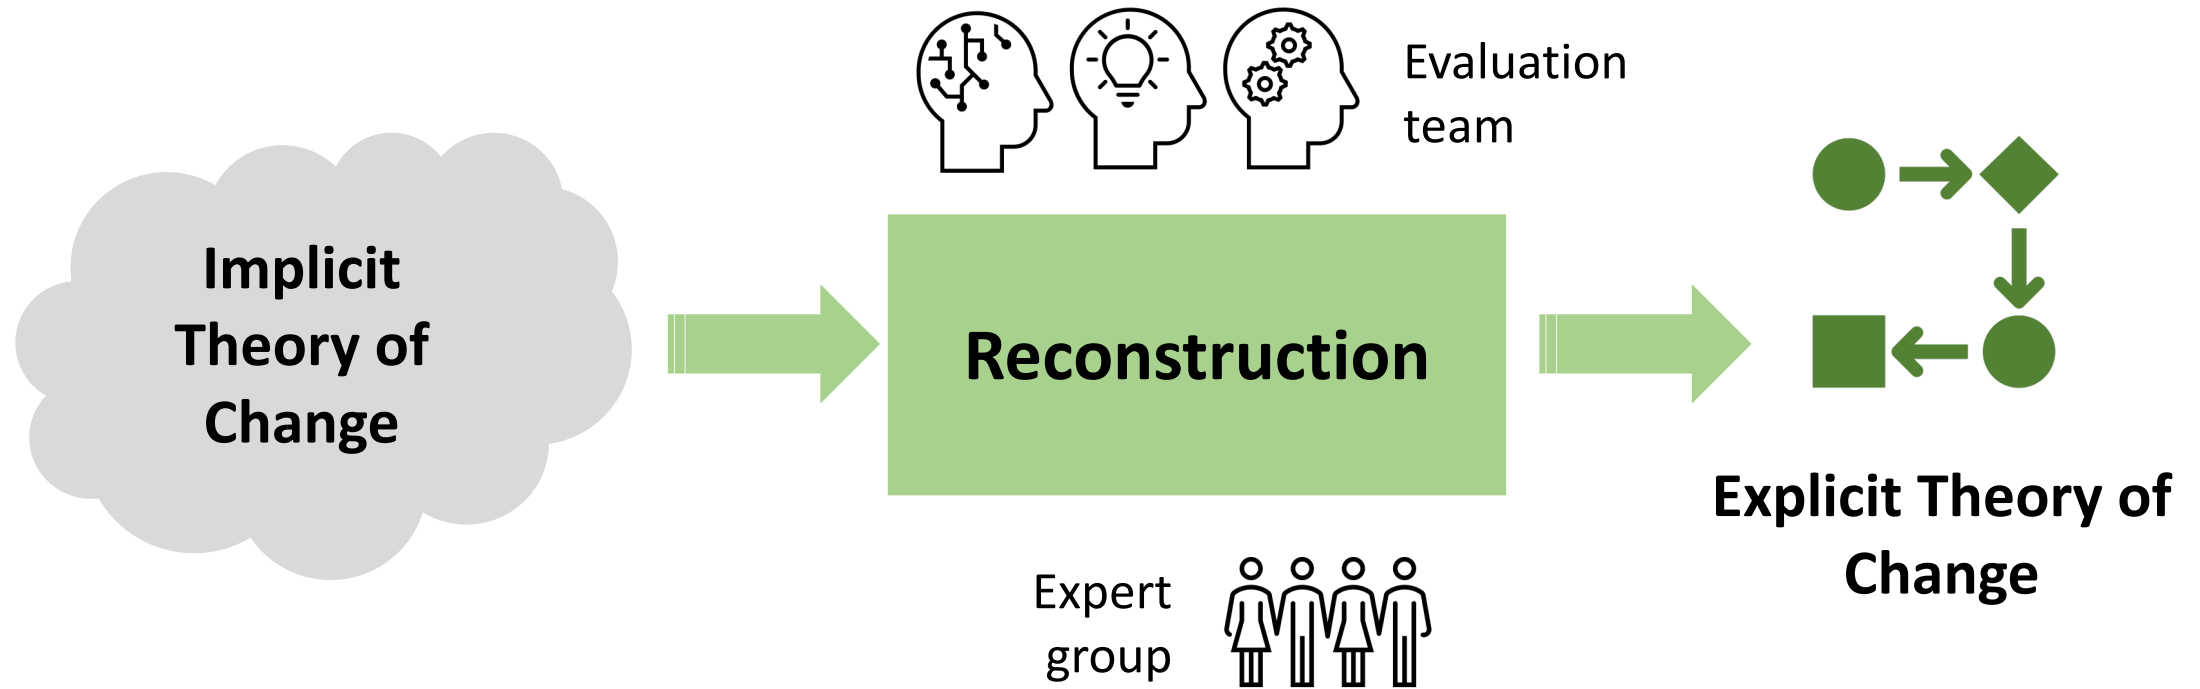 Evaluation
team
Implicit
Theory of
Change
Reconstruction
Explicit Theory of
Change
Expert
group